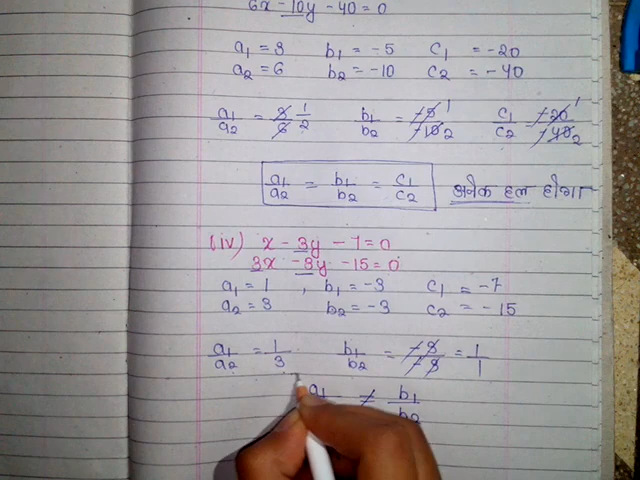 6x - 10y - 40 = 0
a₁ = 3 b₁ = -5 c₁ = -20
a₂ = 6 b₂ = -10 c₂ = -40
a₁/a₂ = 3/6 1/2 b₁/b₂ = -5/-10 1/2 c₁/c₂ = -20/-40 1/2
a₁/a₂ = b₁/b₂ = c₁/c₂ अनेक हल होगा
(iv) x - 3y - 7 = 0
3x - 3y - 15 = 0
a₁ = 1 , b₁ = -3 c₁ = -7
a₂ = 3 b₂ = -3 c₂ = -15
a₁/a₂ = 1/3 b₁/b₂ = -3/-3 = 1/1
a₁ ≠ b₁/b₂